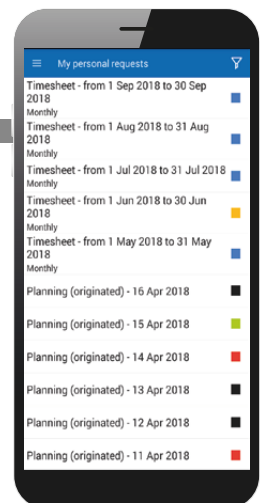 My personal requests
Timesheet - from 1 Sep 2018 to 30 Sep
2018
Monthly
Timesheet - from 1 Aug 2018 to 31 Aug
2018
Monthly
Timesheet - from 1 Jul 2018 to 31 Jul 2018
Monthly
Timesheet - from 1 Jun 2018 to 30 Jun
2018
Monthly
Timesheet - from 1 May 2018 to 31 May
2018
Monthly
Planning (originated) - 16 Apr 2018
Planning (originated) - 15 Apr 2018
Planning (originated) - 14 Apr 2018
Planning (originated) - 13 Apr 2018
Planning (originated) - 12 Apr 2018
Planning (originated) - 11 Apr 2018